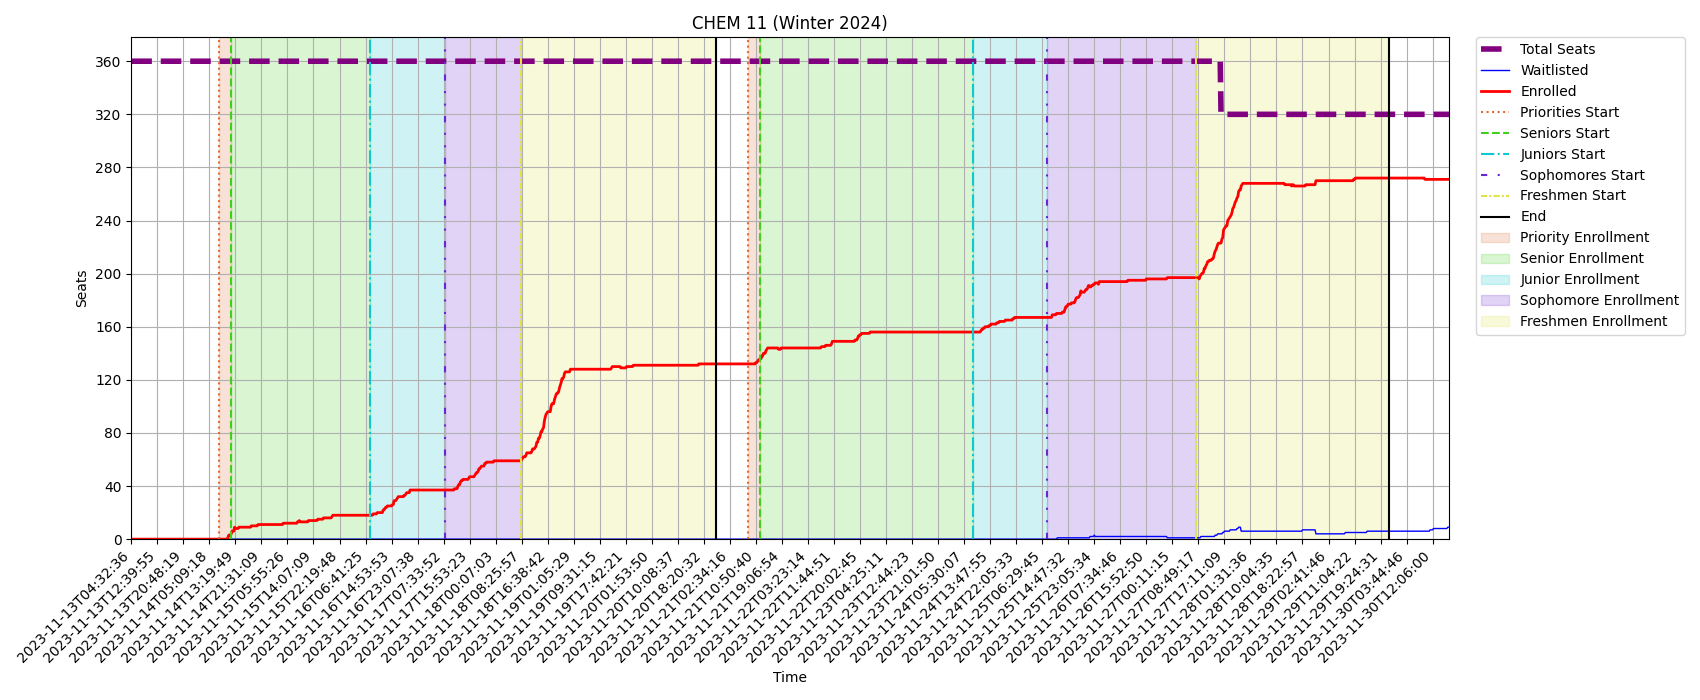 CHEM 11 (Winter 2024)
Seats
360
320
280
240
200
160
120
80
40
0
2023-11-13T04:32:36
2023-11-13T12:39:55
2023-11-13T20:48:19
2023-11-14T05:09:18
2023-11-14T13:19:49
2023-11-14T21:31:09
2023-11-15T05:55:26
2023-11-15T14:07:09
2023-11-15T22:19:48
2023-11-16T06:41:25
2023-11-16T14:53:53
2023-11-16T23:07:38
2023-11-17T07:33:52
2023-11-17T15:53:23
2023-11-18T00:07:03
2023-11-18T08:25:57
2023-11-18T16:38:42
2023-11-19T01:05:29
2023-11-19T09:31:15
2023-11-19T17:42:21
2023-11-20T01:53:50
2023-11-20T10:08:37
2023-11-20T18:20:32
2023-11-21T02:34:16
2023-11-21T10:50:40
2023-11-21T19:06:54
2023-11-22T03:23:14
2023-11-22T11:44:51
2023-11-22T20:02:45
2023-11-23T04:25:11
2023-11-23T12:44:23
2023-11-23T21:01:50
2023-11-24T05:30:07
2023-11-24T13:47:55
2023-11-24T22:05:33
2023-11-25T06:29:45
2023-11-25T14:47:32
2023-11-25T23:05:34
2023-11-26T07:34:46
2023-11-26T15:52:50
2023-11-27T00:11:15
2023-11-27T08:49:17
2023-11-27T17:11:09
2023-11-28T01:31:36
2023-11-28T10:04:35
2023-11-28T18:22:57
2023-11-29T02:41:46
2023-11-29T11:04:22
2023-11-29T19:24:31
2023-11-30T03:44:46
2023-11-30T12:06:00
Time
Total Seats
Waitlisted
Enrolled
Priorities Start
Seniors Start
Juniors Start
Sophomores Start
Freshmen Start
End
Priority Enrollment
Senior Enrollment
Junior Enrollment
Sophomore Enrollment
Freshmen Enrollment